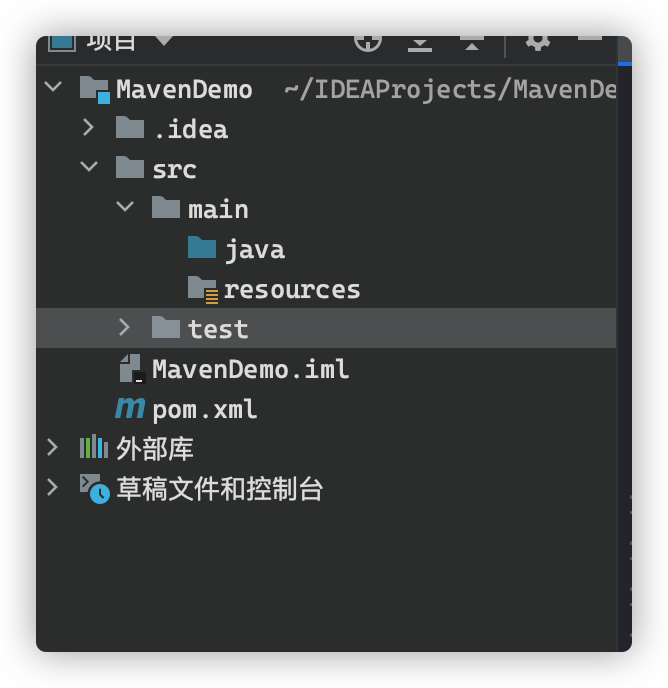 项目
MavenDemo ~/IDEAProjects/MavenDe
.idea
src
main
java
resources
test
MavenDemo.iml
pom.xml
外部库
草稿文件和控制台